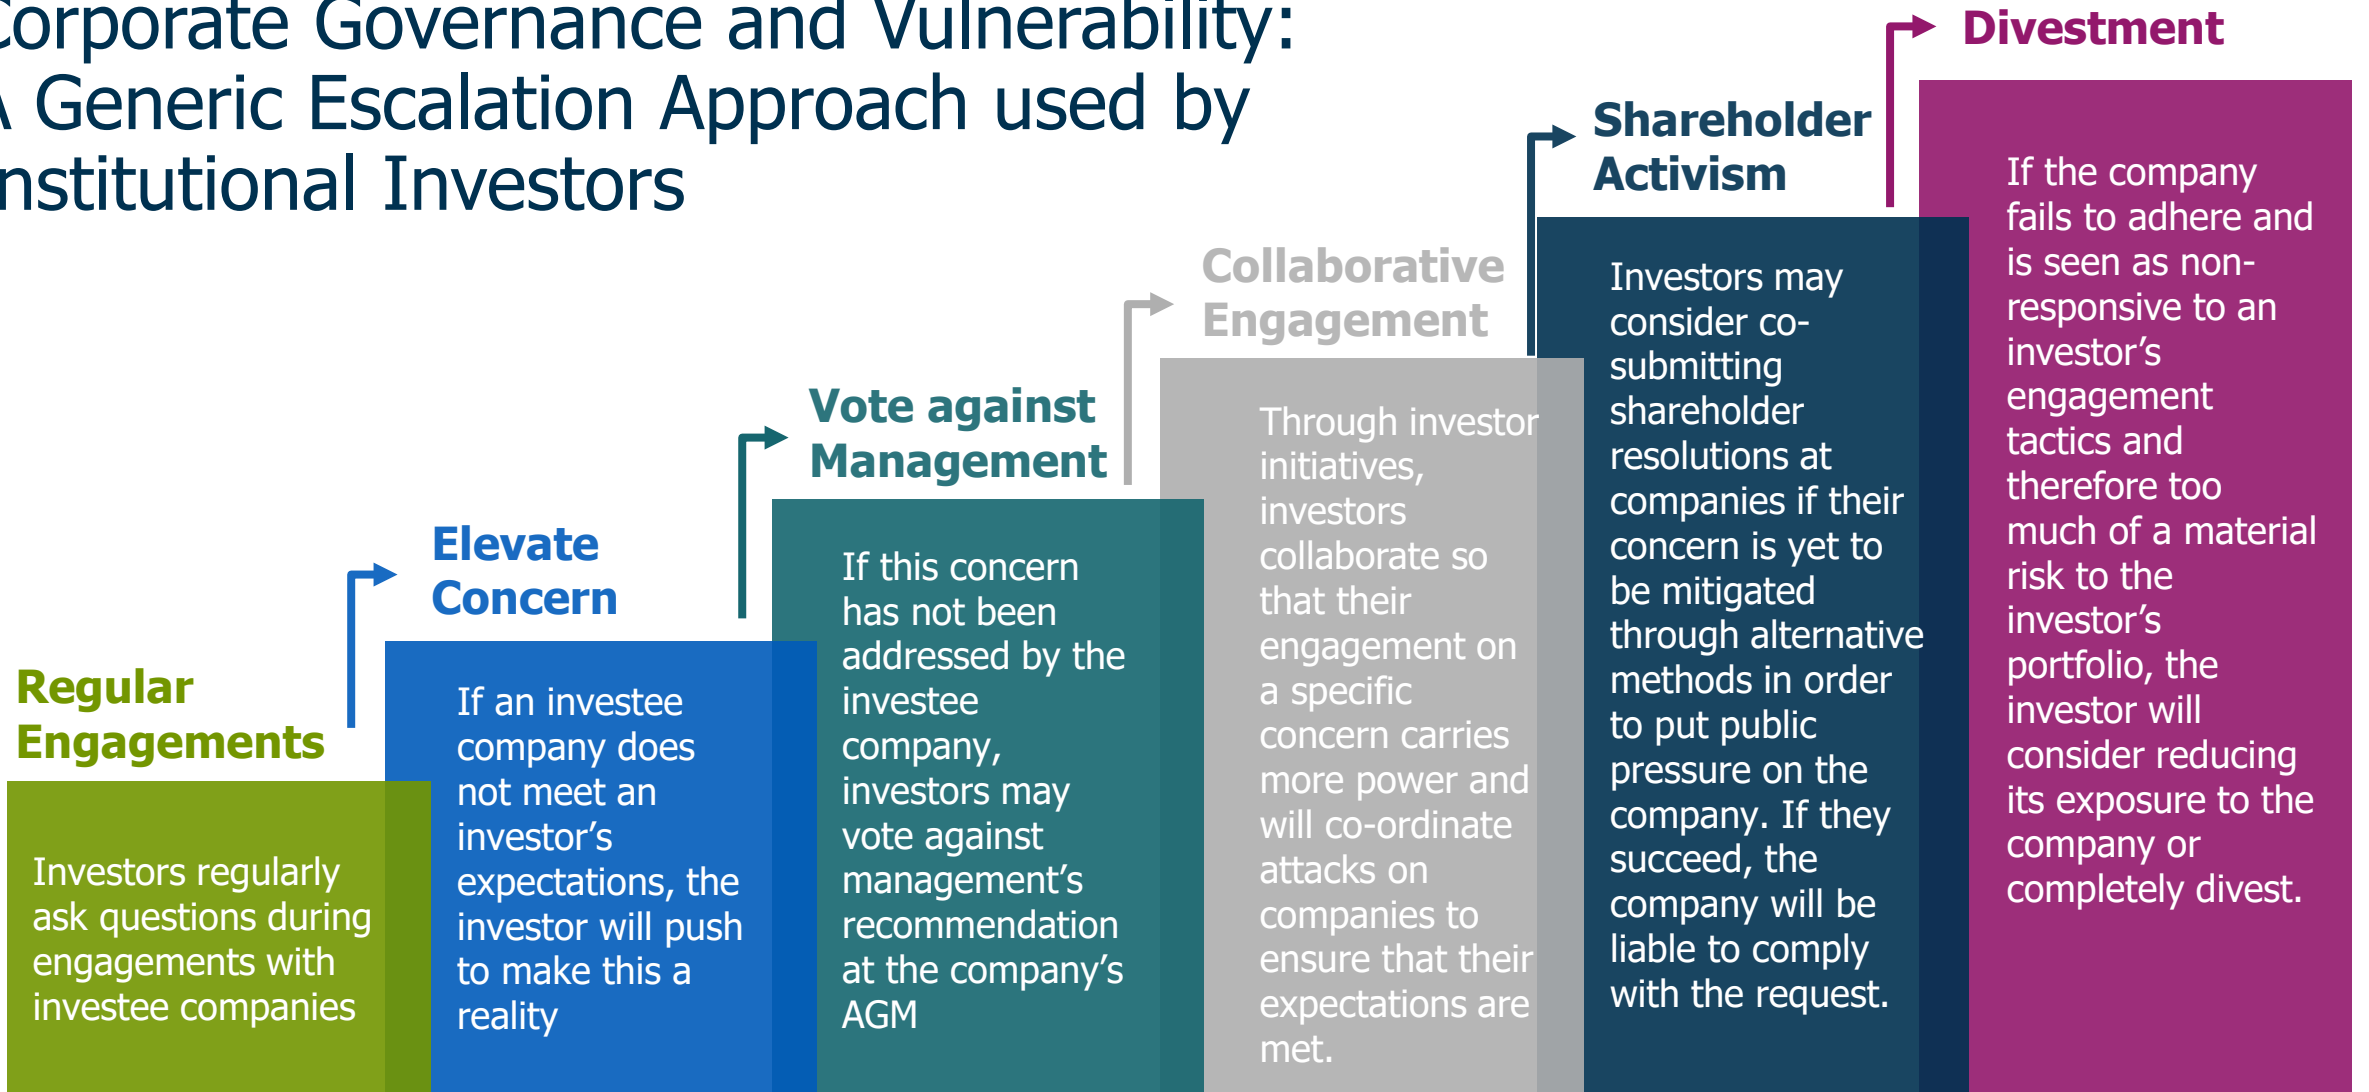 Corporate Governance and Vulnerability:
A Generic Escalation Approach used by
Institutional Investors
Regular
Engagements
Investors regularly
ask questions during
engagements with
investee companies
Elevate
Concern
If an investee
company does
not meet an
investor’s
expectations, the
investor will push
to make this a
reality
Vote against
Management
If this concern
has not been
addressed by the
investee
company,
investors may
vote against
management’s
recommendation
at the company’s
AGM
Collaborative
Engagement
Through investor
initiatives,
investors
collaborate so
that their
engagement on
a specific
concern carries
more power and
will co-ordinate
attacks on
companies to
ensure that their
expectations are
met.
Shareholder
Activism
Investors may
consider co-
submitting
shareholder
resolutions at
companies if their
concern is yet to
be mitigated
through alternative
methods in order
to put public
pressure on the
company. If they
succeed, the
company will be
liable to comply
with the request.
Divestment
If the company
fails to adhere and
is seen as non-
responsive to an
investor’s
engagement
tactics and
therefore too
much of a material
risk to the
investor’s
portfolio, the
investor will
consider reducing
its exposure to the
company or
completely divest.